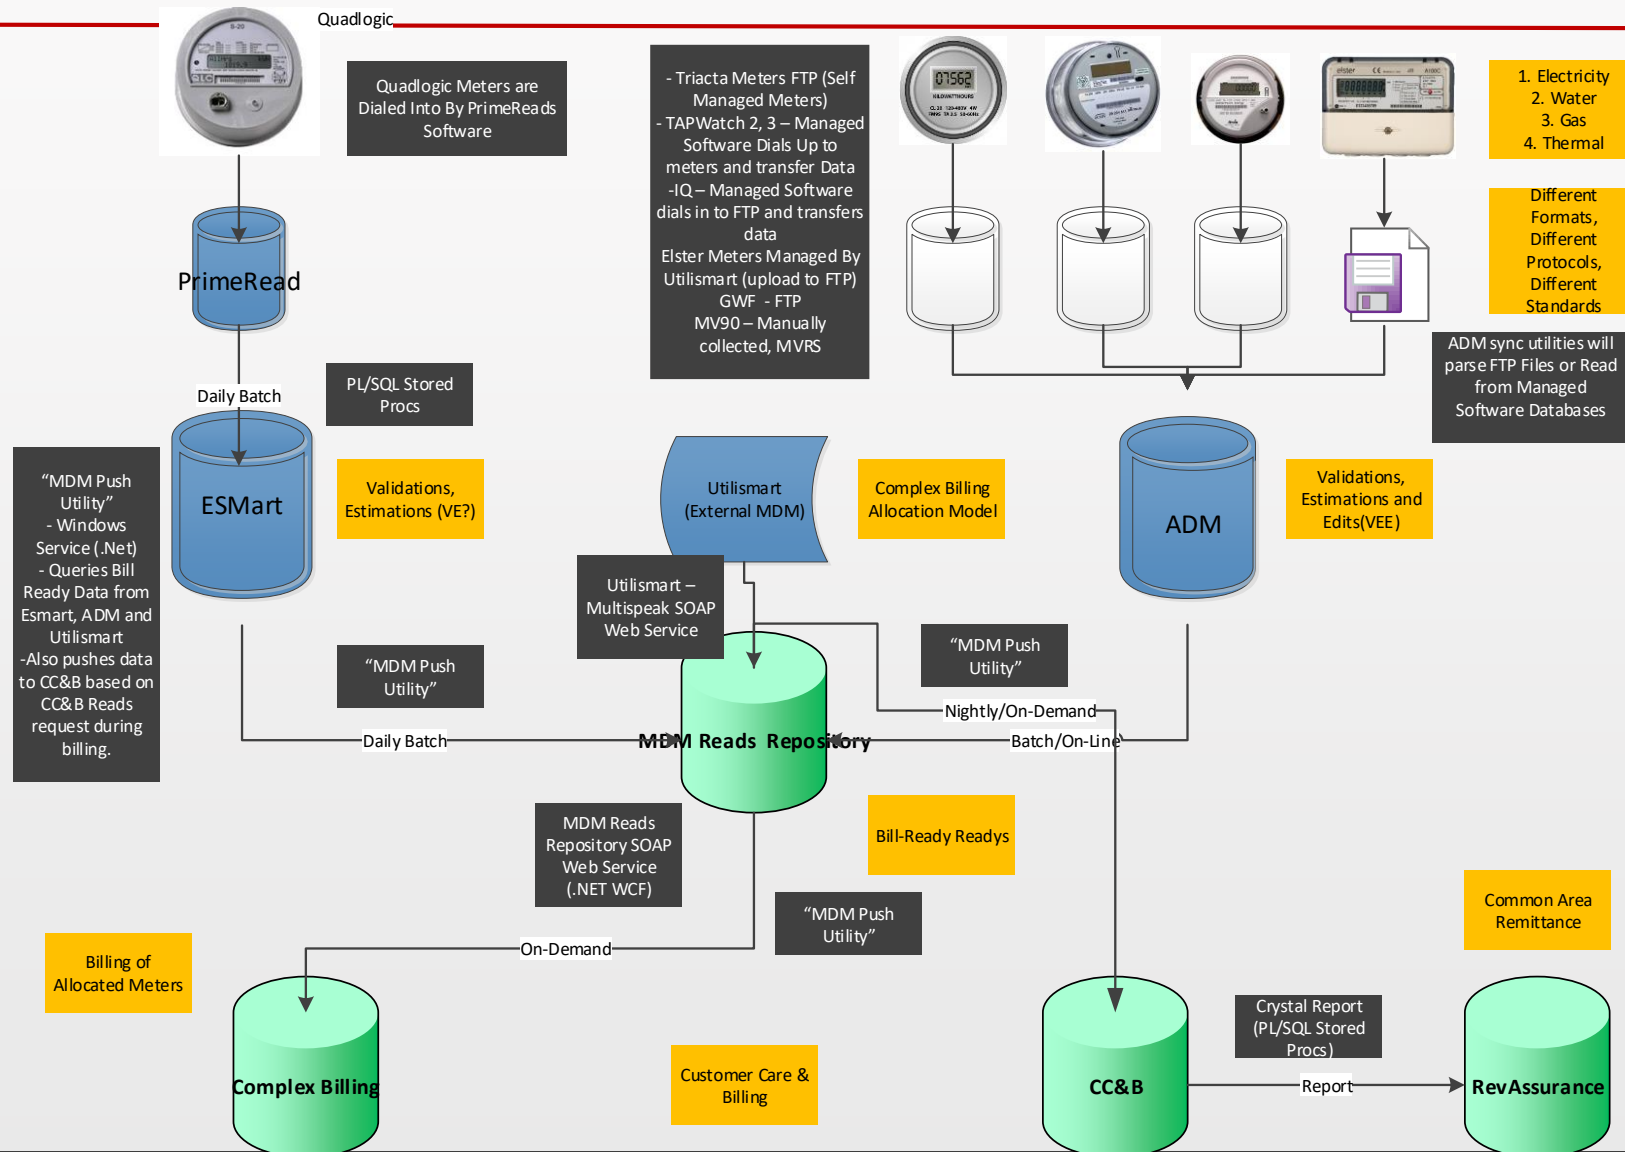 Quadlogic
Quadlogic Meters are
Dialed Into By PrimeReads
Software
- Triacta Meters FTP (Self
Managed Meters)
- TAPWatch 2, 3 – Managed
Software Dials Up to
meters and transfer Data
-IQ – Managed Software
dials in to FTP and transfers
data
Elster Meters Managed By
Utilismart (upload to FTP)
GWF - FTP
MV90 – Manually
collected, MVRS
07562
KILOWATTHOURS
elster
1. Electricity
2. Water
3. Gas
4. Thermal
Different
Formats,
Different
Protocols,
Different
Standards
PrimeRead
ADM sync utilities will
parse FTP Files or Read
from Managed
Software Databases
Daily Batch
PL/SQL Stored
Procs
"MDM Push
Utility"
- Windows
Service (.Net)
- Queries Bill
Ready Data from
Esmart, ADM and
Utilismart
-Also pushes data
to CC&B based on
CC&B Reads
request during
billing.
ESMart
Validations,
Estimations (VE?)
Utilismart
(External MDM)
Complex Billing
Allocation Model
ADM
Validations,
Estimations and
Edits(VEE)
Utilismart –
Multispeak SOAP
Web Service
"MDM Push
Utility"
"MDM Push
Utility"
Nightly/On-Demand
Daily Batch
MDM Reads Repository
Batch/On-Line
MDM Reads
Repository SOAP
Web Service
(.NET WCF)
Bill-Ready Readys
"MDM Push
Utility"
Common Area
Remittance
On-Demand
Billing of
Allocated Meters
Crystal Report
(PL/SQL Stored
Procs)
Complex Billing
Customer Care &
Billing
CC&B
Report
RevAssurance